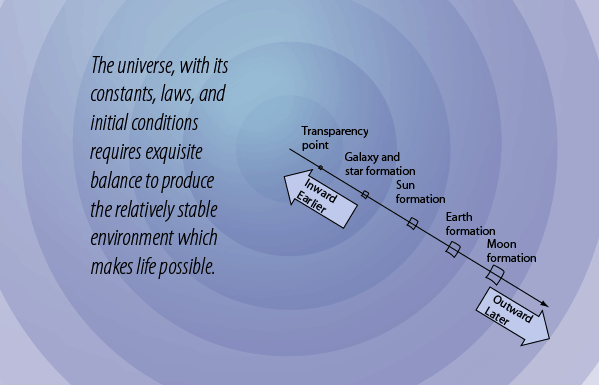 The universe, with its
constants, laws, and
initial conditions
requires exquisite
balance to produce
the relatively stable
environment which
makes life possible.
Transparency
point
Galaxy and
star formation
Sun
formation
Earth
formation
Moon
formation
Inward
Earlier
Outward
Later